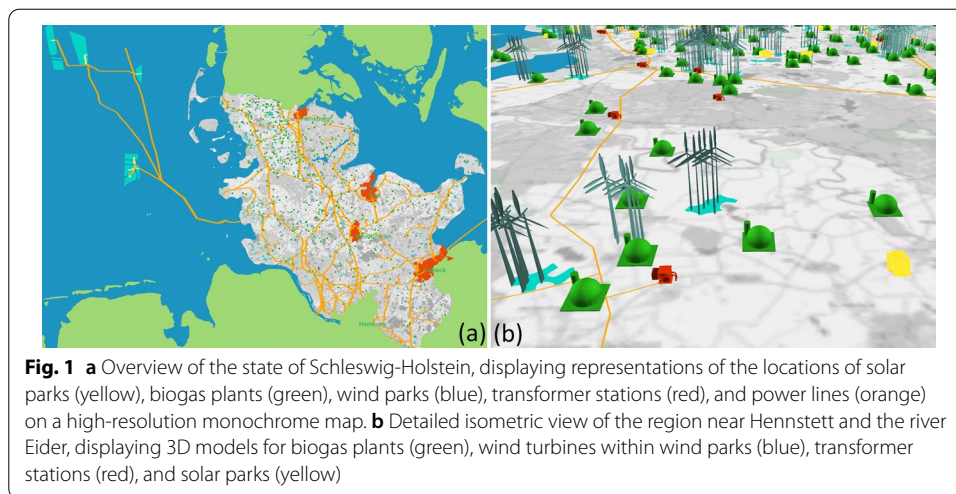 (a)
(b)
Fig. 1 a Overview of the state of Schleswig-Holstein, displaying representations of the locations of solar
parks (yellow), biogas plants (green), wind parks (blue), transformer stations (red), and power lines (orange)
on a high-resolution monochrome map. b Detailed isometric view of the region near Hennstett and the river
Eider, displaying 3D models for biogas plants (green), wind turbines within wind parks (blue), transformer
stations (red), and solar parks (yellow)